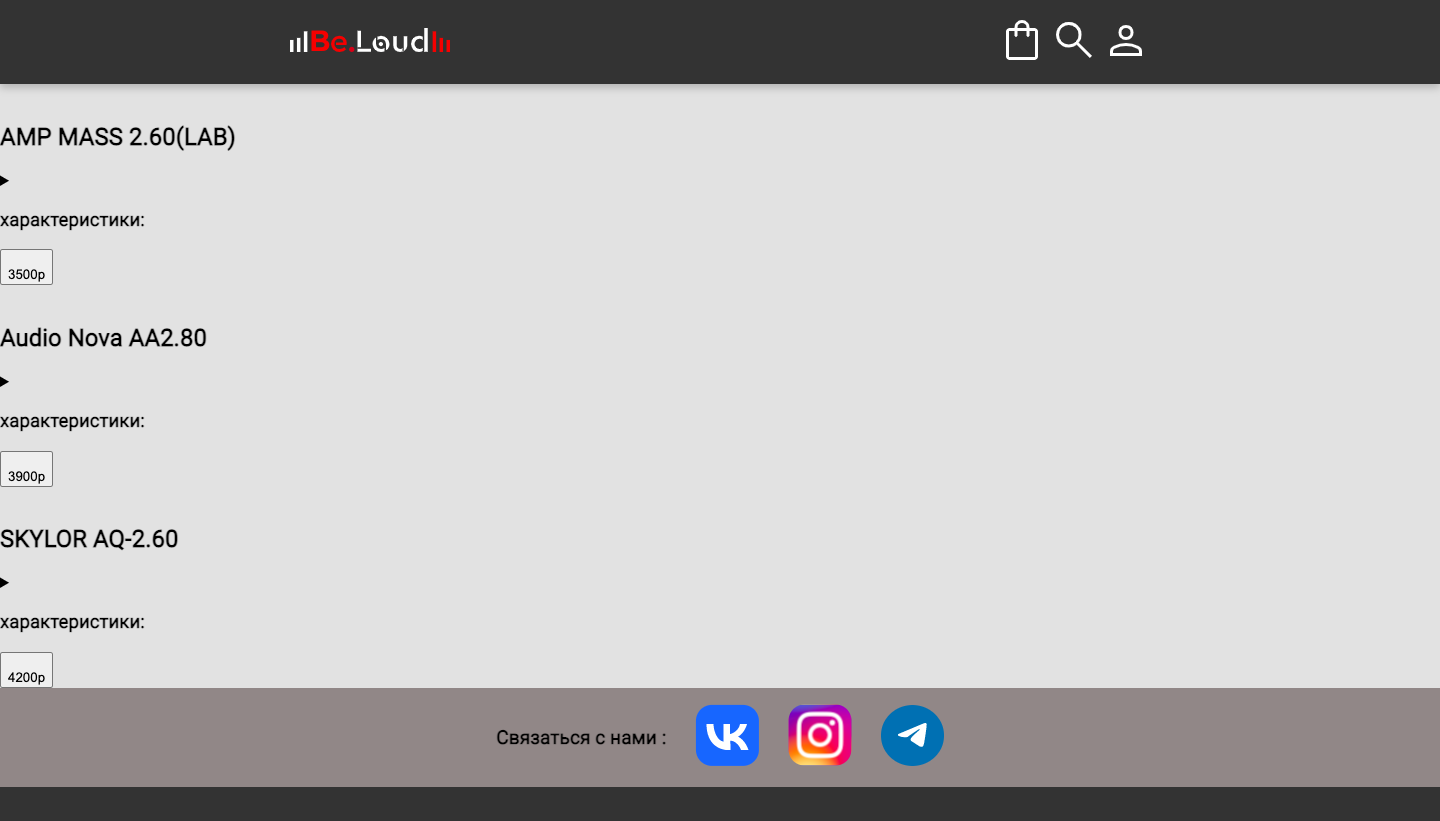 Be.Loud
AMP MASS 2.60(LAB)
характеристики:
3500р
Audio Nova AA2.80
характеристики:
3900р
SKYLOR AQ-2.60
характеристики:
4200р
Связаться с нами :